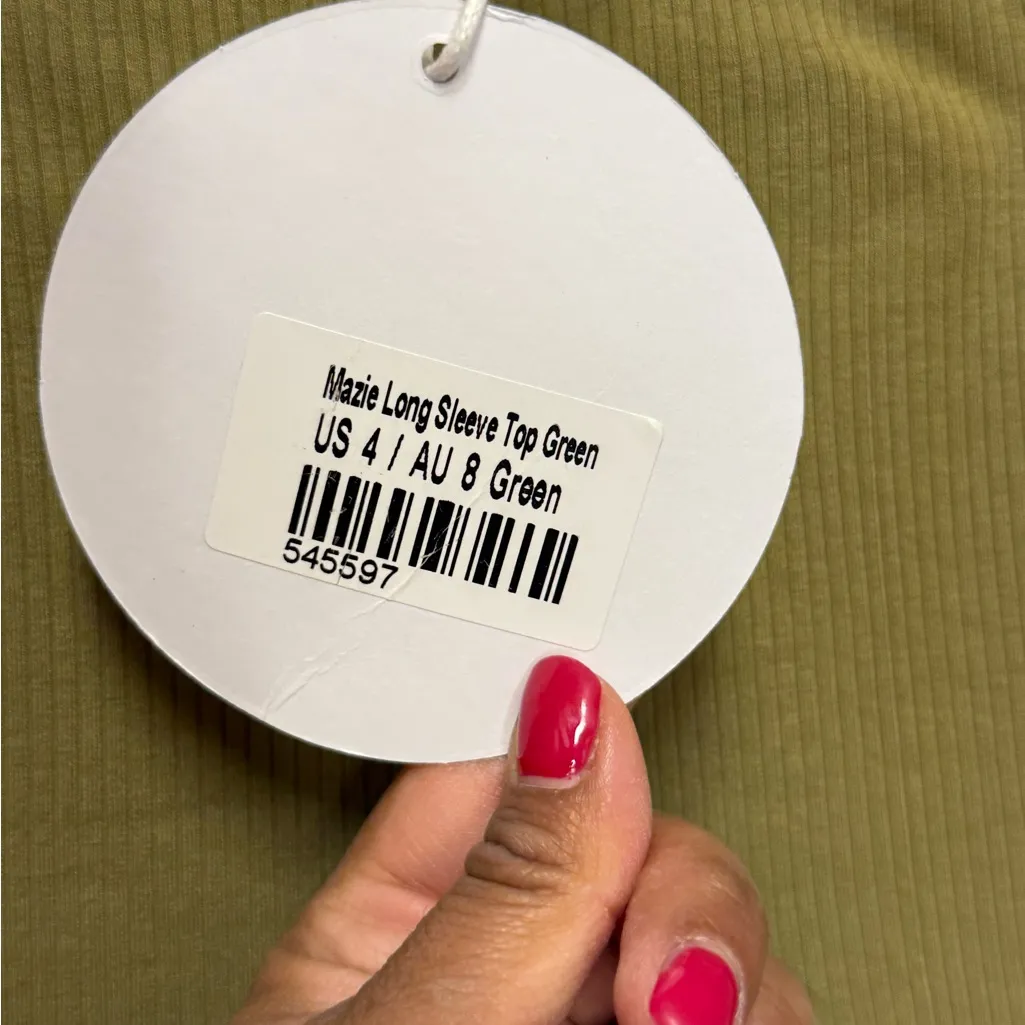 Mazie Long Sleeve Top Green
US 4 / AU 8 Green
545597